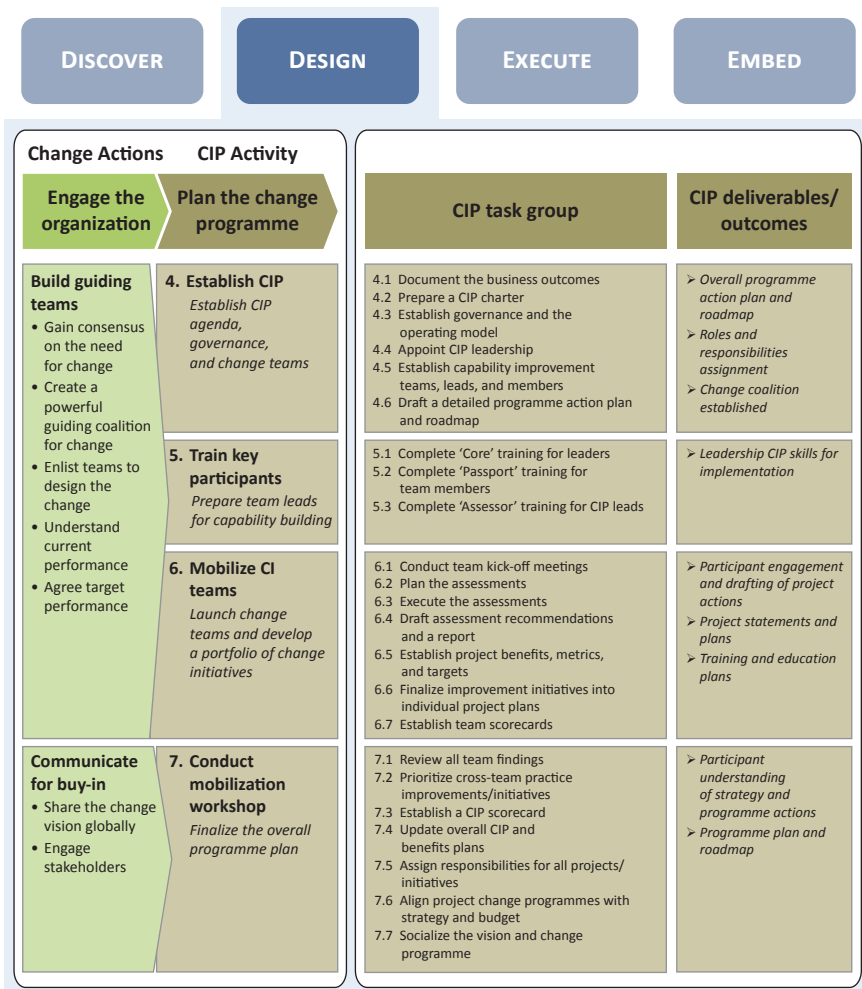 DISCOVER
DESIGN
EXECUTE
EMBED
Change Actions
CIP Activity
Engage the
organization
Plan the change
programme
CIP task group
CIP deliverables/
outcomes
Build guiding
teams
• Gain consensus
on the need
for change
• Create a
powerful
guiding coalition
for change
• Enlist teams to
design the
change
• Understand
current
performance
• Agree target
performance
4. Establish CIP
Establish CIP
agenda,
governance,
and change teams
4.1 Document the business outcomes
4.2 Prepare a CIP charter
4.3 Establish governance and the
operating model
4.4 Appoint CIP leadership
4.5 Establish capability improvement
teams, leads, and members
4.6 Draft a detailed programme action plan
and roadmap
➢ Overall programme
action plan and
roadmap
➢ Roles and
responsibilities
assignment
➢ Change coalition
established
5. Train key
participants
Prepare team leads
for capability building
5.1 Complete ‘Core’ training for leaders
5.2 Complete ‘Passport’ training for
team members
5.3 Complete ‘Assessor’ training for CIP leads
➢ Leadership CIP skills for
implementation
6. Mobilize CI
teams
Launch change
teams and develop
a portfolio of change
initiatives
6.1 Conduct team kick-off meetings
6.2 Plan the assessments
6.3 Execute the assessments
6.4 Draft assessment recommendations
and a report
6.5 Establish project benefits, metrics,
and targets
6.6 Finalize improvement initiatives into
individual project plans
6.7 Establish team scorecards
➢ Participant engagement
and drafting of project
actions
➢ Project statements and
plans
➢ Training and education
plans
Communicate
for buy-in
• Share the change
vision globally
• Engage
stakeholders
7. Conduct
mobilization
workshop
Finalize the overall
programme plan
7.1 Review all team findings
7.2 Prioritize cross-team practice
improvements/initiatives
7.3 Establish a CIP scorecard
7.4 Update overall CIP and
benefits plans
7.5 Assign responsibilities for all projects/
initiatives
7.6 Align project change programmes with
strategy and budget
7.7 Socialize the vision and change
programme
➢ Participant
understanding
of strategy and
programme actions
➢ Programme plan and
roadmap